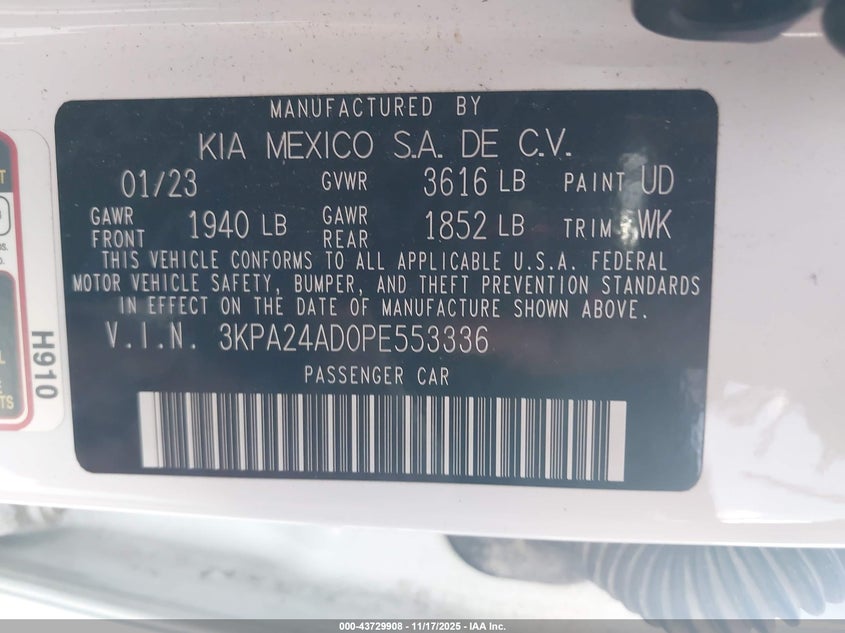 MANUFACTURED BY
KIA MEXICO S.A. DE C.V.
01/23 GVWR 3616 LB PAINT UD
GAWR FRONT 1940 LB GAWR REAR 1852 LB TRIM WK
THIS VEHICLE CONFORMS TO ALL APPLICABLE U.S.A. FEDERAL
MOTOR VEHICLE SAFETY, BUMPER, AND THEFT PREVENTION STANDARDS
IN EFFECT ON THE DATE OF MANUFACTURE SHOWN ABOVE.
V.I.N. 3KPA24AD0PE553336
PASSENGER CAR
H910
000-43729908 - 11/17/2025 - IAA Inc.